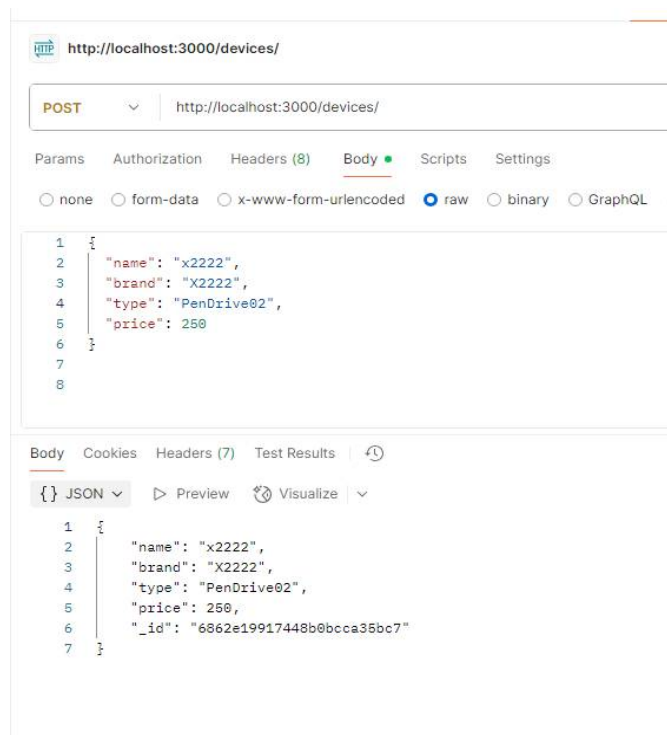 HTTP http://localhost:3000/devices/
POST http://localhost:3000/devices/
Params Authorization Headers (8) Body Scripts Settings
none form-data x-www-form-urlencoded raw binary GraphQL
1 {
2 "name": "x2222",
3 "brand": "X2222",
4 "type": "PenDrive02",
5 "price": 250
6 }
7
8
Body Cookies Headers (7) Test Results
{} JSON Preview Visualize
1 {
2 "name": "x2222",
3 "brand": "X2222",
4 "type": "PenDrive02",
5 "price": 250,
6 "_id": "6862e19917448b0bcca35bc7"
7 }